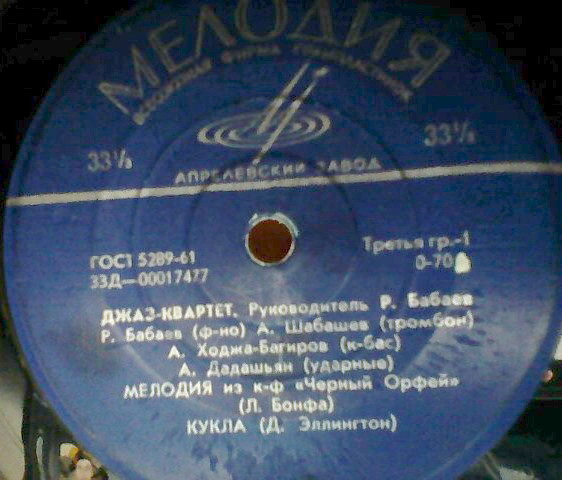 МЕЛОДИЯ
ВСЕСОЮЗНАЯ ФИРМА ГРАМПЛАСТИНОК
33⅓
33⅓
АПРЕЛЕВСКИЙ ЗАВОД
ГОСТ 5289-61
Третья гр.-1
33Д—00017477
0-70
ДЖАЗ-КВАРТЕТ. Руководитель Р. Бабаев
Р. Бабаев (ф-но) А. Шабашев (тромбон)
А. Ходжа-Багиров (к-бас)
А. Дадашьян (ударные)
МЕЛОДИЯ из к-ф «Черный Орфей»
(Л. Бонфа)
КУКЛА (Д. Эллингтон)